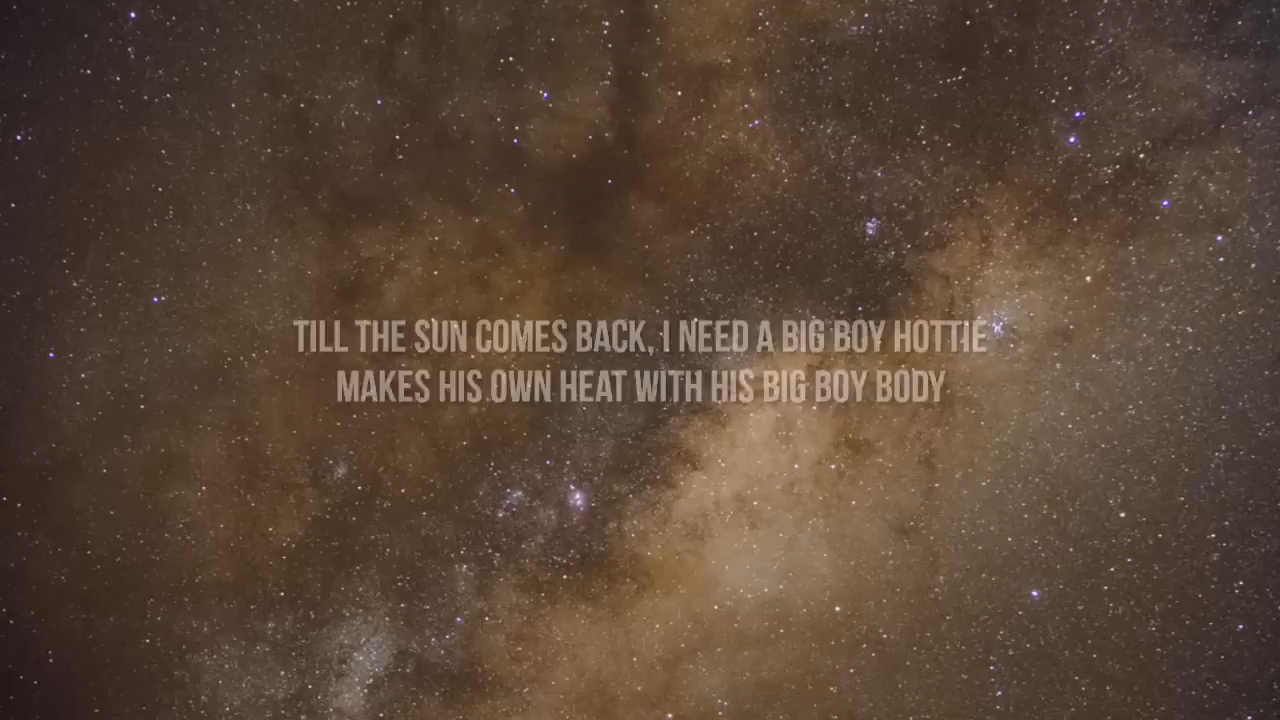 TILL THE SUN COMES BACK, I NEED A BIG BOY HOTTIE
MAKES HIS OWN HEAT WITH HIS BIG BOY BODY